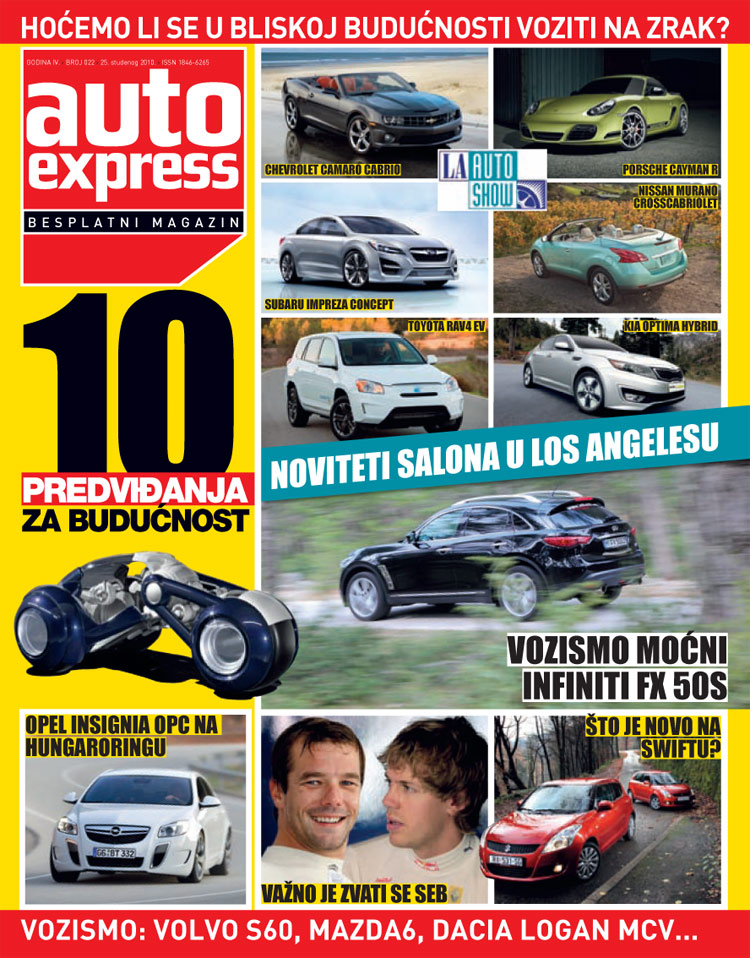 HOĆEMO LI SE U BLISKOJ BUDUĆNOSTI VOZITI NA ZRAK?
GODINA IV. BROJ 822 25. studenog 2010. ISSN 1846-6265
auto
express
BESPLATNI MAGAZIN
CHEVROLET CAMARO CABRIO
PORSCHE CAYMAN R
LA AUTO
SHOW
NISSAN MURANO
CROSSCABRIOLET
SUBARU IMPREZA CONCEPT
TOYOTA RAV4 EV
KIA OPTIMA HYBRID
NOVITETI SALONA U LOS ANGELESU
10
PREDVIĐANJA
ZA BUDUĆNOST
VOZISMO MOĆNI
INFINITI FX 50S
OPEL INSIGNIA OPC NA
HUNGARORINGU
GG BT 332
VAŽNO JE ZVATI SE SEB
ŠTO JE NOVO NA
SWIFTU?
VOZISMO: VOLVO S60, MAZDA6, DACIA LOGAN MCV...